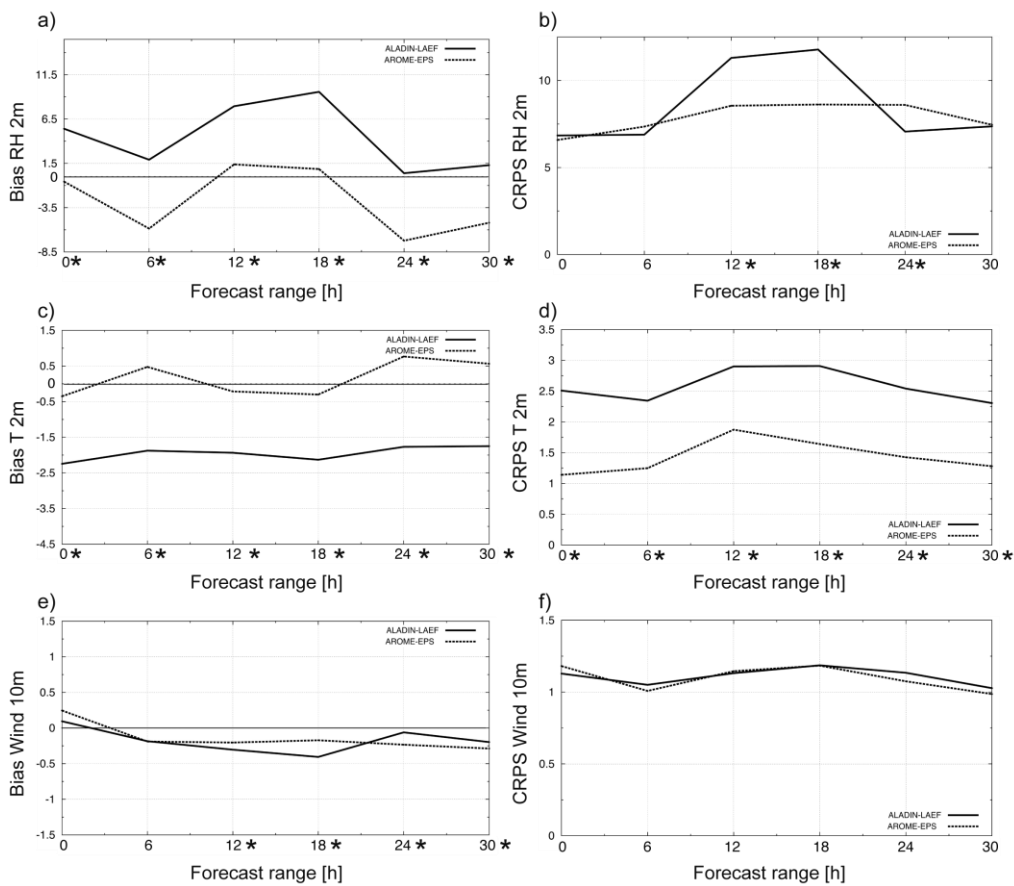 a)
ALADIN-LAEF
AROME-EPS
11.5
6.5
1.5
0
-3.5
-8.5
Bias RH 2m
0* 6* 12* 18* 24* 30*
Forecast range [h]
b)
10
5
0
CRPS RH 2m
ALADIN-LAEF
AROME-EPS
0 6 12* 18* 24* 30
Forecast range [h]
c)
1.5
ALADIN-LAEF
AROME-EPS
0.5
0
-0.5
-1.5
-2.5
-4.5
Bias T 2m
0* 6* 12* 18* 24* 30*
Forecast range [h]
d)
3.5
3
2.5
2
1.5
1
0.5
0
CRPS T 2m
ALADIN-LAEF
AROME-EPS
0* 6* 12* 18* 24* 30*
Forecast range [h]
e)
1.5
ALADIN-LAEF
AROME-EPS
1
0.5
0
-0.5
-1
-1.5
Bias Wind 10m
0 6 12* 18* 24* 30*
Forecast range [h]
f)
1.5
1
0.5
0
CRPS Wind 10m
ALADIN-LAEF
AROME-EPS
0 6 12 18 24 30
Forecast range [h]